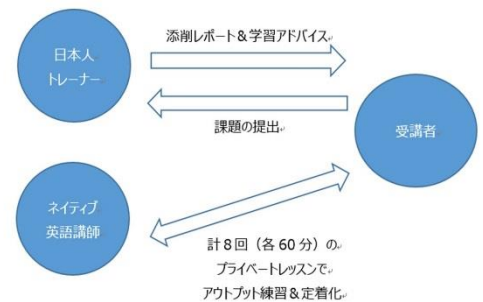 添削レポート&学習アドバイス
日本人
トレーナー
課題の提出
受講者
ネイティブ
英語講師
計8回（各60分）の
プライベートレッスンで
アウトプット練習&定着化